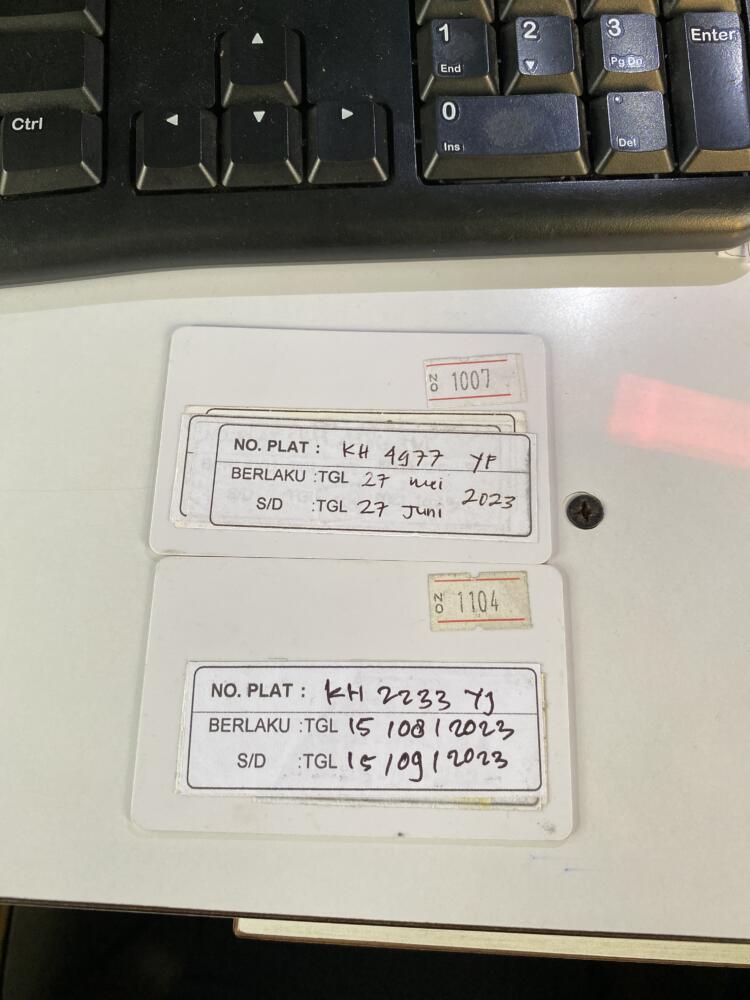 1
2
3
Enter
End
▼
Pg Dn
▲
Ctrl
◄
▼
►
0
Ins
Del
NO 1007
NO. PLAT : KH 4977 YF
BERLAKU :TGL 27 mei
2023
S/D :TGL 27 Juni
NO 1104
NO. PLAT : KH 2233 YJ
BERLAKU :TGL 15 /08/2023
S/D :TGL 15/09/2023